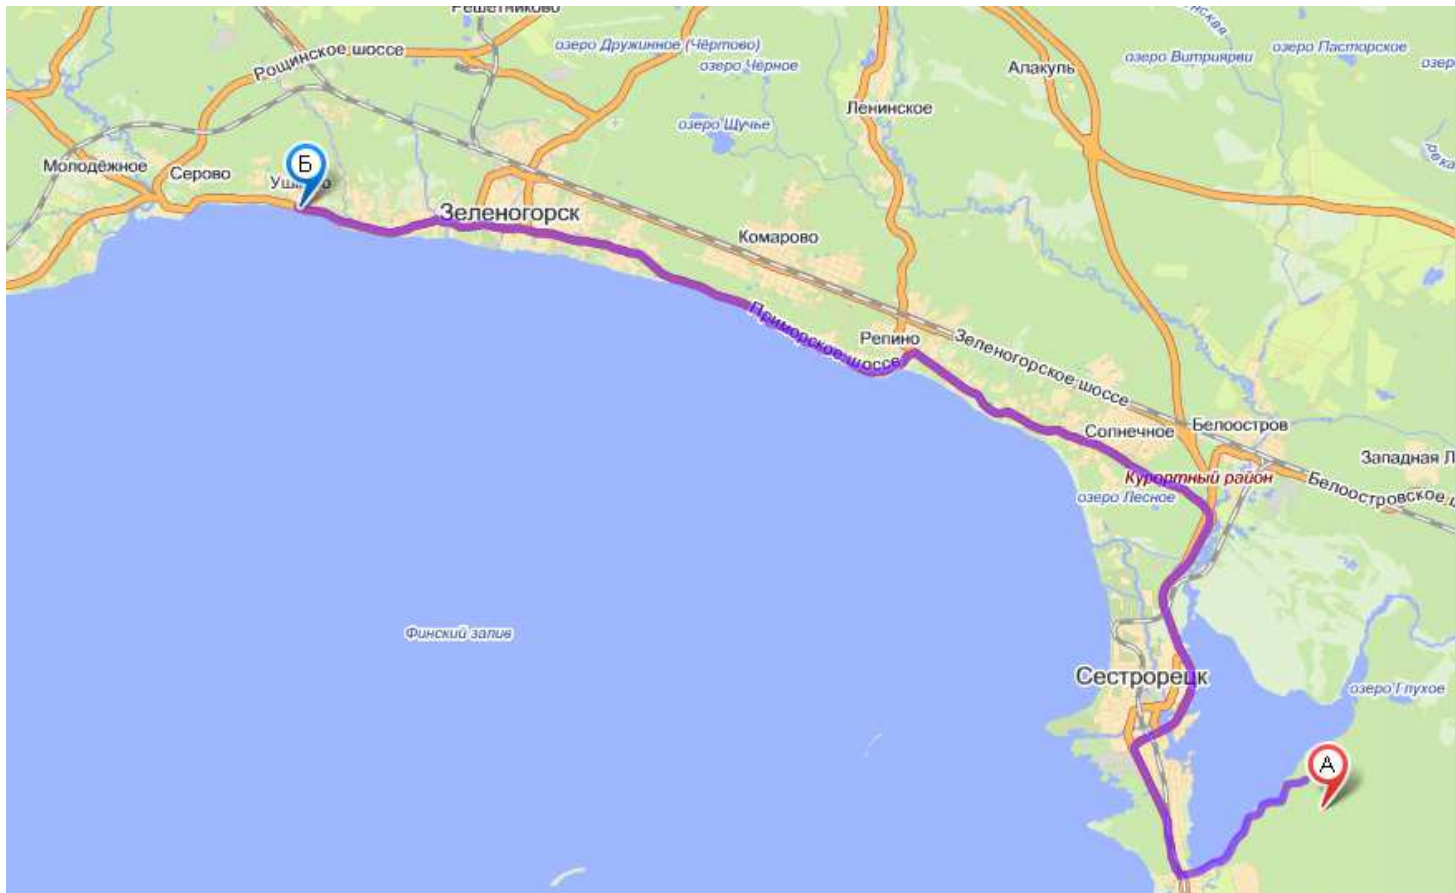 Решетниково
озеро Дружинное (Чёртово)
озеро Чёрное
Рощинское шоссе
Алакуль
озеро Витриярви
озеро Пасторское
Ленинское
озеро Щучье
Молодёжное
Серово
Б
Зеленогорск
Комарово
Приморское шоссе
Репино
Зеленогорское шоссе
Солнечное
Белоостров
Западная Л
Курортный район
озеро Лесное
Белоостровское ш
Финский залив
Сестрорецк
озеро Глухое
А